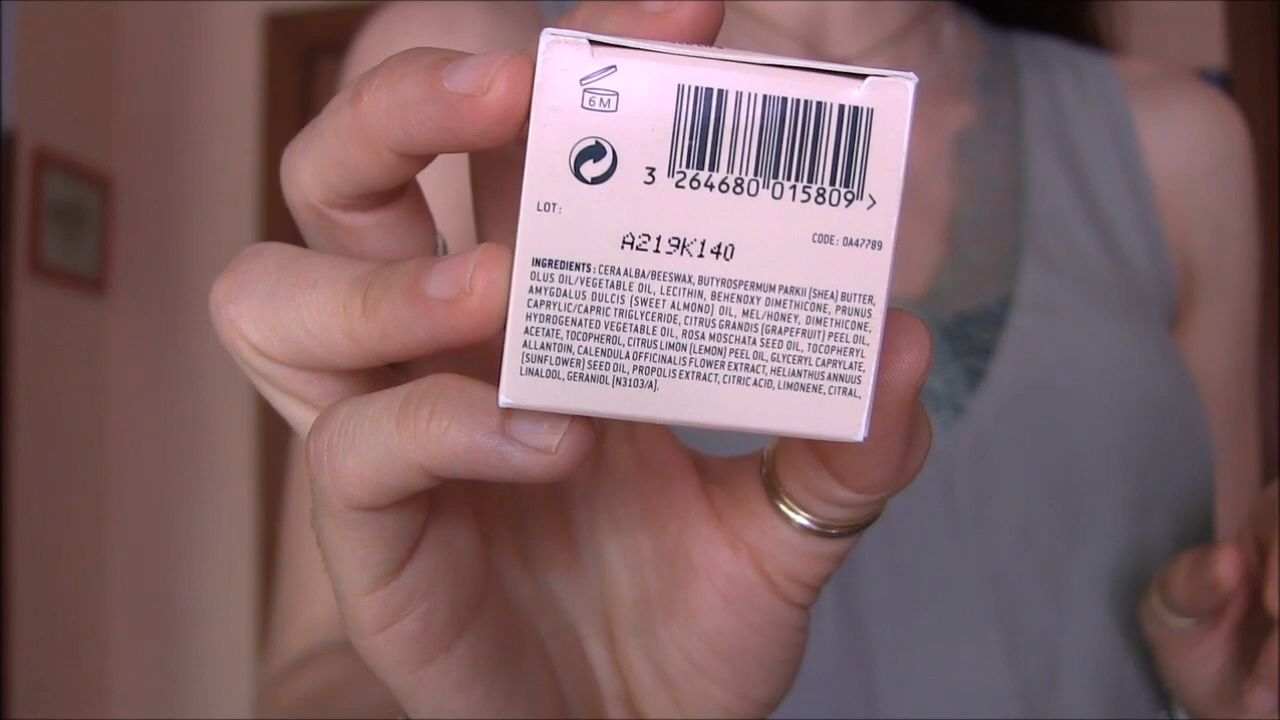 6 M
3 264680 015809 >
LOT:
CODE: 0A47789
A219K140
INGREDIENTS : CERA ALBA/BEESWAX, BUTYROSPERMUM PARKII (SHEA) BUTTER,
OLUS OIL/VEGETABLE OIL, LECITHIN, BEHENOXY DIMETHICONE, PRUNUS
AMYGDALUS DULCIS (SWEET ALMOND) OIL, MEL/HONEY, DIMETHICONE,
CAPRYLIC/CAPRIC TRIGLYCERIDE, CITRUS GRANDIS (GRAPEFRUIT) PEEL OIL,
HYDROGENATED VEGETABLE OIL, ROSA MOSCHATA SEED OIL, TOCOPHERYL
ACETATE, TOCOPHEROL, CITRUS LIMON (LEMON) PEEL OIL, GLYCERYL CAPRYLATE,
ALLANTOIN, CALENDULA OFFICINALIS FLOWER EXTRACT, HELIANTHUS ANNUUS
(SUNFLOWER) SEED OIL, PROPOLIS EXTRACT, CITRIC ACID, LIMONENE, CITRAL,
LINALOOL, GERANIOL (N3103/A).